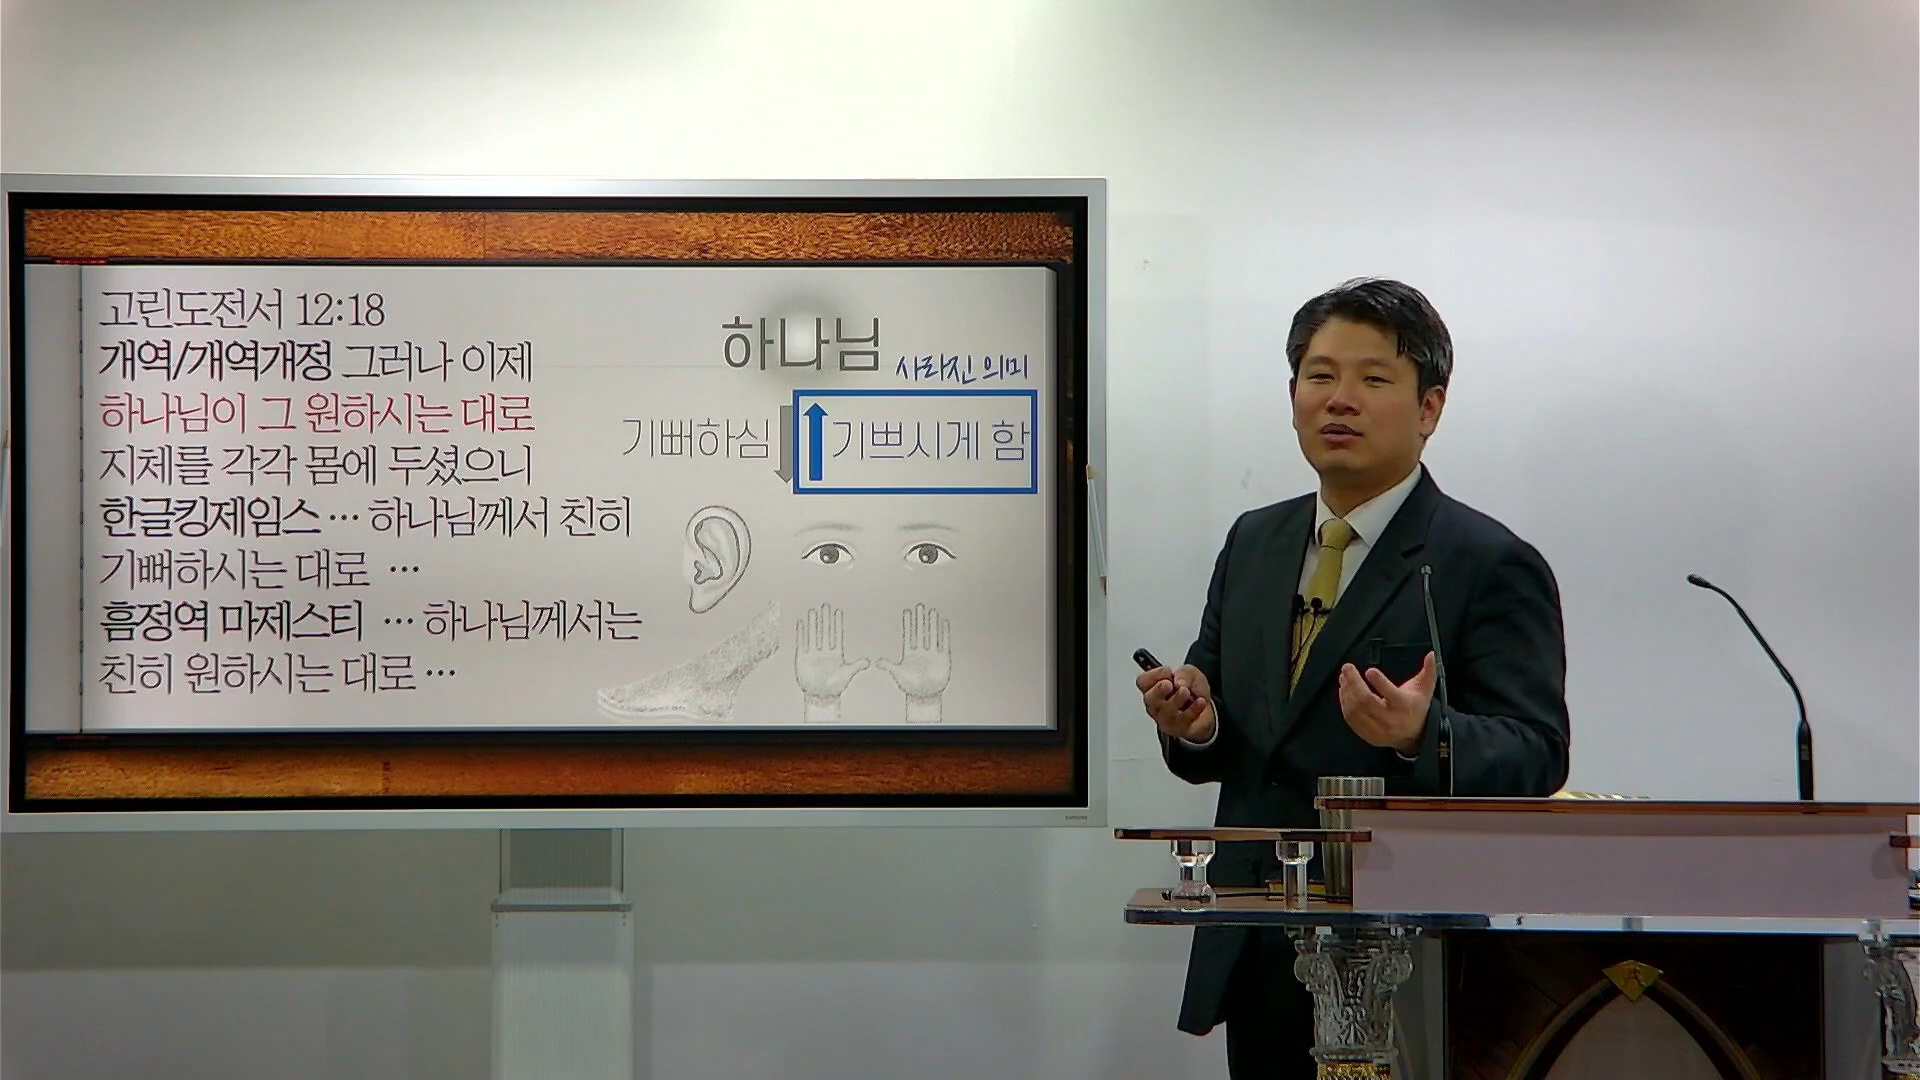 고린도전서 12:18
개역/개역개정 그러나 이제
하나님이 그 원하시는 대로
지체를 각각 몸에 두셨으니
한글킹제임스 … 하나님께서 친히
기뻐하시는 대로 …
흠정역 마제스티 … 하나님께서는
친히 원하시는 대로 …
하나님
사라진 의미
기뻐하심
기쁘시게 함
SAMSUNG